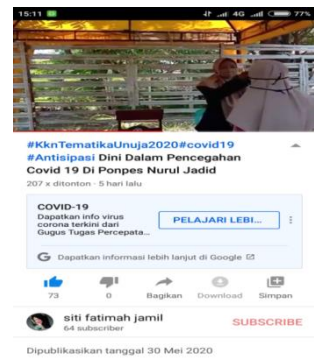 15:11
4G
77%
#KknTematikaUnuja2020#covid19
#Antisipasi Dini Dalam Pencegahan
Covid 19 Di Ponpes Nurul Jadid
207 x ditonton · 5 hari lalu
COVID-19
Dapatkan info virus
corona terkini dari
Gugus Tugas Percepata...
PELAJARI LEBI...
G Dapatkan informasi lebih lanjut di Google
73
0
Bagikan
Download
Simpan
siti fatimah jamil
64 subscriber
SUBSCRIBE
Dipublikasikan tanggal 30 Mei 2020